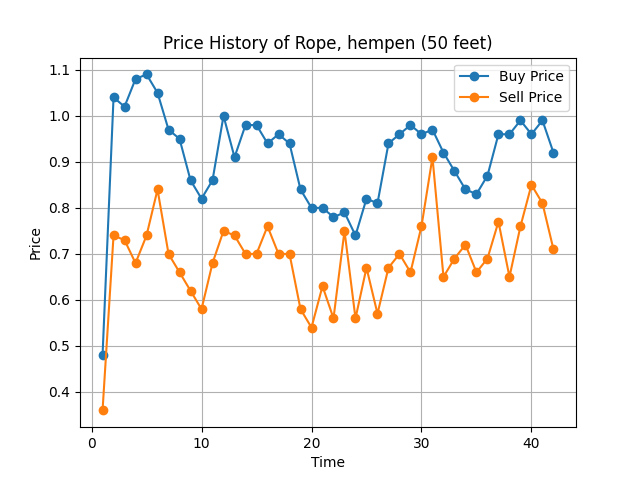 Price History of Rope, hempen (50 feet)
Buy Price
Sell Price
1.1
1.0
0.9
0.8
0.7
0.6
0.5
0.4
Price
0 10 20 30 40
Time